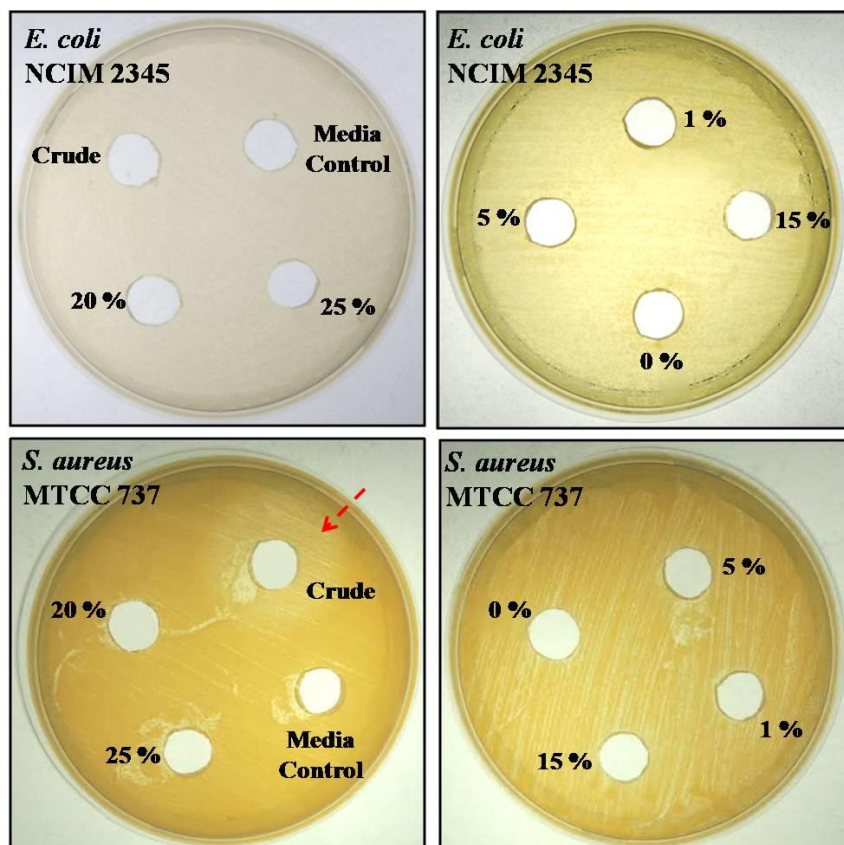 E. coli
NCIM 2345
Crude
Media
Control
20 %
25 %
E. coli
NCIM 2345
1 %
5 %
15 %
0 %
S. aureus
MTCC 737
Crude
20 %
25 %
Media
Control
S. aureus
MTCC 737
5 %
0 %
1 %
15 %